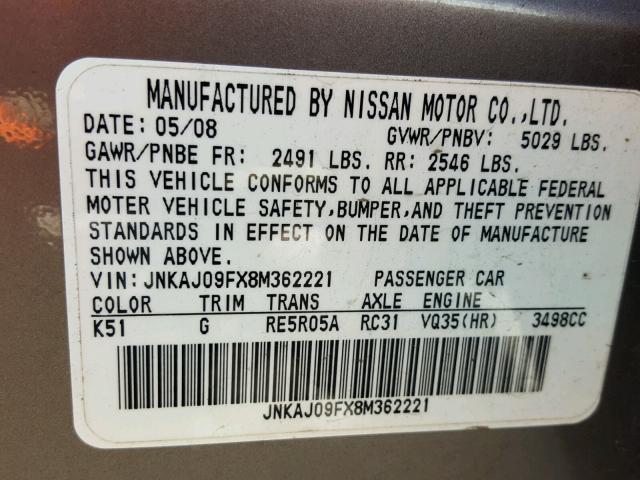 MANUFACTURED BY NISSAN MOTOR CO.,LTD.
DATE: 05/08 GVWR/PNBV: 5029 LBS.
GAWR/PNBE FR: 2491 LBS. RR: 2546 LBS.
THIS VEHICLE CONFORMS TO ALL APPLICABLE FEDERAL
MOTER VEHICLE SAFETY,BUMPER,AND THEFT PREVENTION
STANDARDS IN EFFECT ON THE DATE OF MANUFACTURE
SHOWN ABOVE.
VIN: JNKAJ09FX8M362221 PASSENGER CAR
COLOR TRIM TRANS AXLE ENGINE
K51 G RE5R05A RC31 VQ35(HR) 3498CC
JNKAJ09FX8M362221